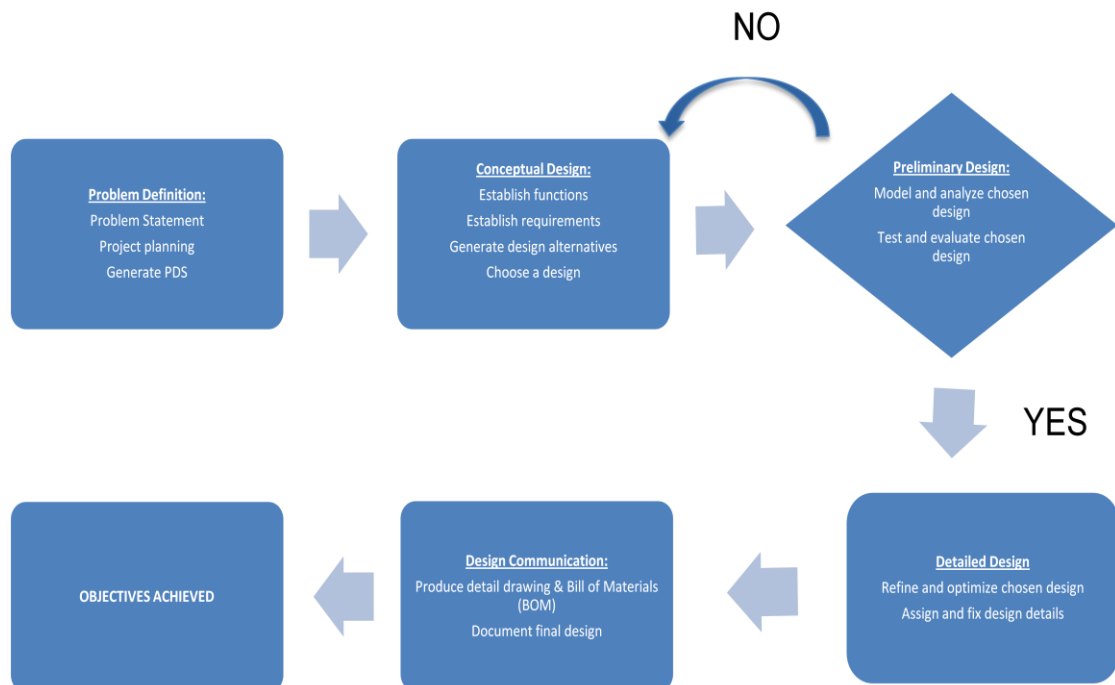 NO
Problem Definition:
Problem Statement
Project planning
Generate PDS
Conceptual Design:
Establish functions
Establish requirements
Generate design alternatives
Choose a design
Preliminary Design:
Model and analyze chosen
design
Test and evaluate chosen
design
YES
Detailed Design
Refine and optimize chosen design
Assign and fix design details
Design Communication:
Produce detail drawing & Bill of Materials
(BOM)
Document final design
OBJECTIVES ACHIEVED